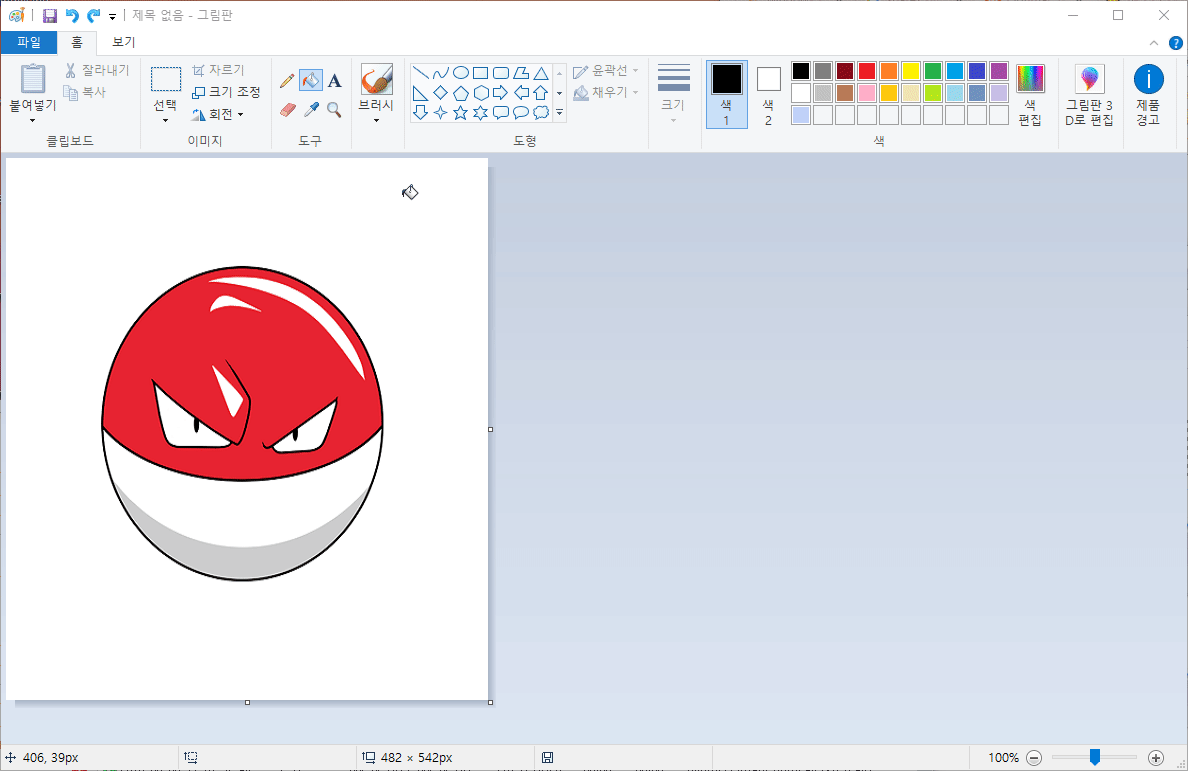 제목 없음 - 그림판
파일 홈 보기
붙여넣기
잘라내기
복사
클립보드
선택
자르기
크기 조정
회전
이미지
A
도구
브러시
윤곽선
채우기
도형
크기
색
1
색
2
색
편집
색
그림판 3
D로 편집
제품
경고
406, 39px
482 × 542px
100%